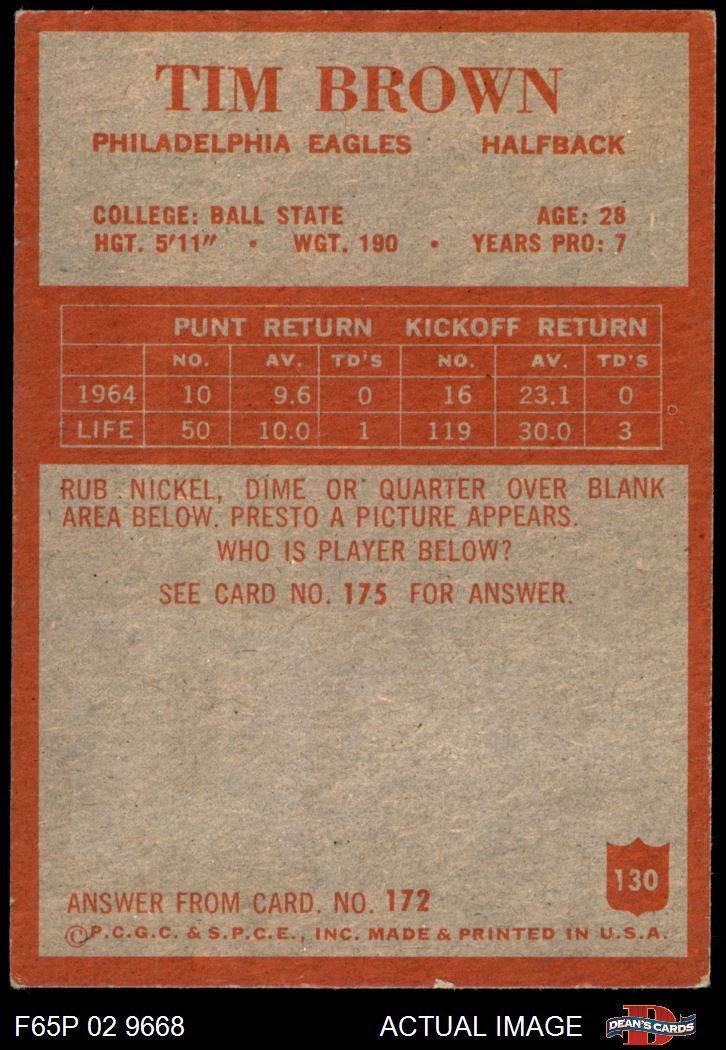 TIM BROWN
PHILADELPHIA EAGLES HALFBACK
COLLEGE: BALL STATE AGE: 28
HGT. 5'11" • WGT. 190 • YEARS PRO: 7
PUNT RETURN KICKOFF RETURN
NO. AV. TD'S NO. AV. TD'S
1964 10 9.6 0 16 23.1 0
LIFE 50 10.0 1 119 30.0 3
RUB NICKEL, DIME OR QUARTER OVER BLANK
AREA BELOW. PRESTO A PICTURE APPEARS.
WHO IS PLAYER BELOW?
SEE CARD NO. 175 FOR ANSWER.
130
ANSWER FROM CARD. NO. 172
©P.C.G.C. & S.P.C.E., INC. MADE & PRINTED IN U.S.A.
F65P 02 9668 ACTUAL IMAGE D DEAN'S CARDS